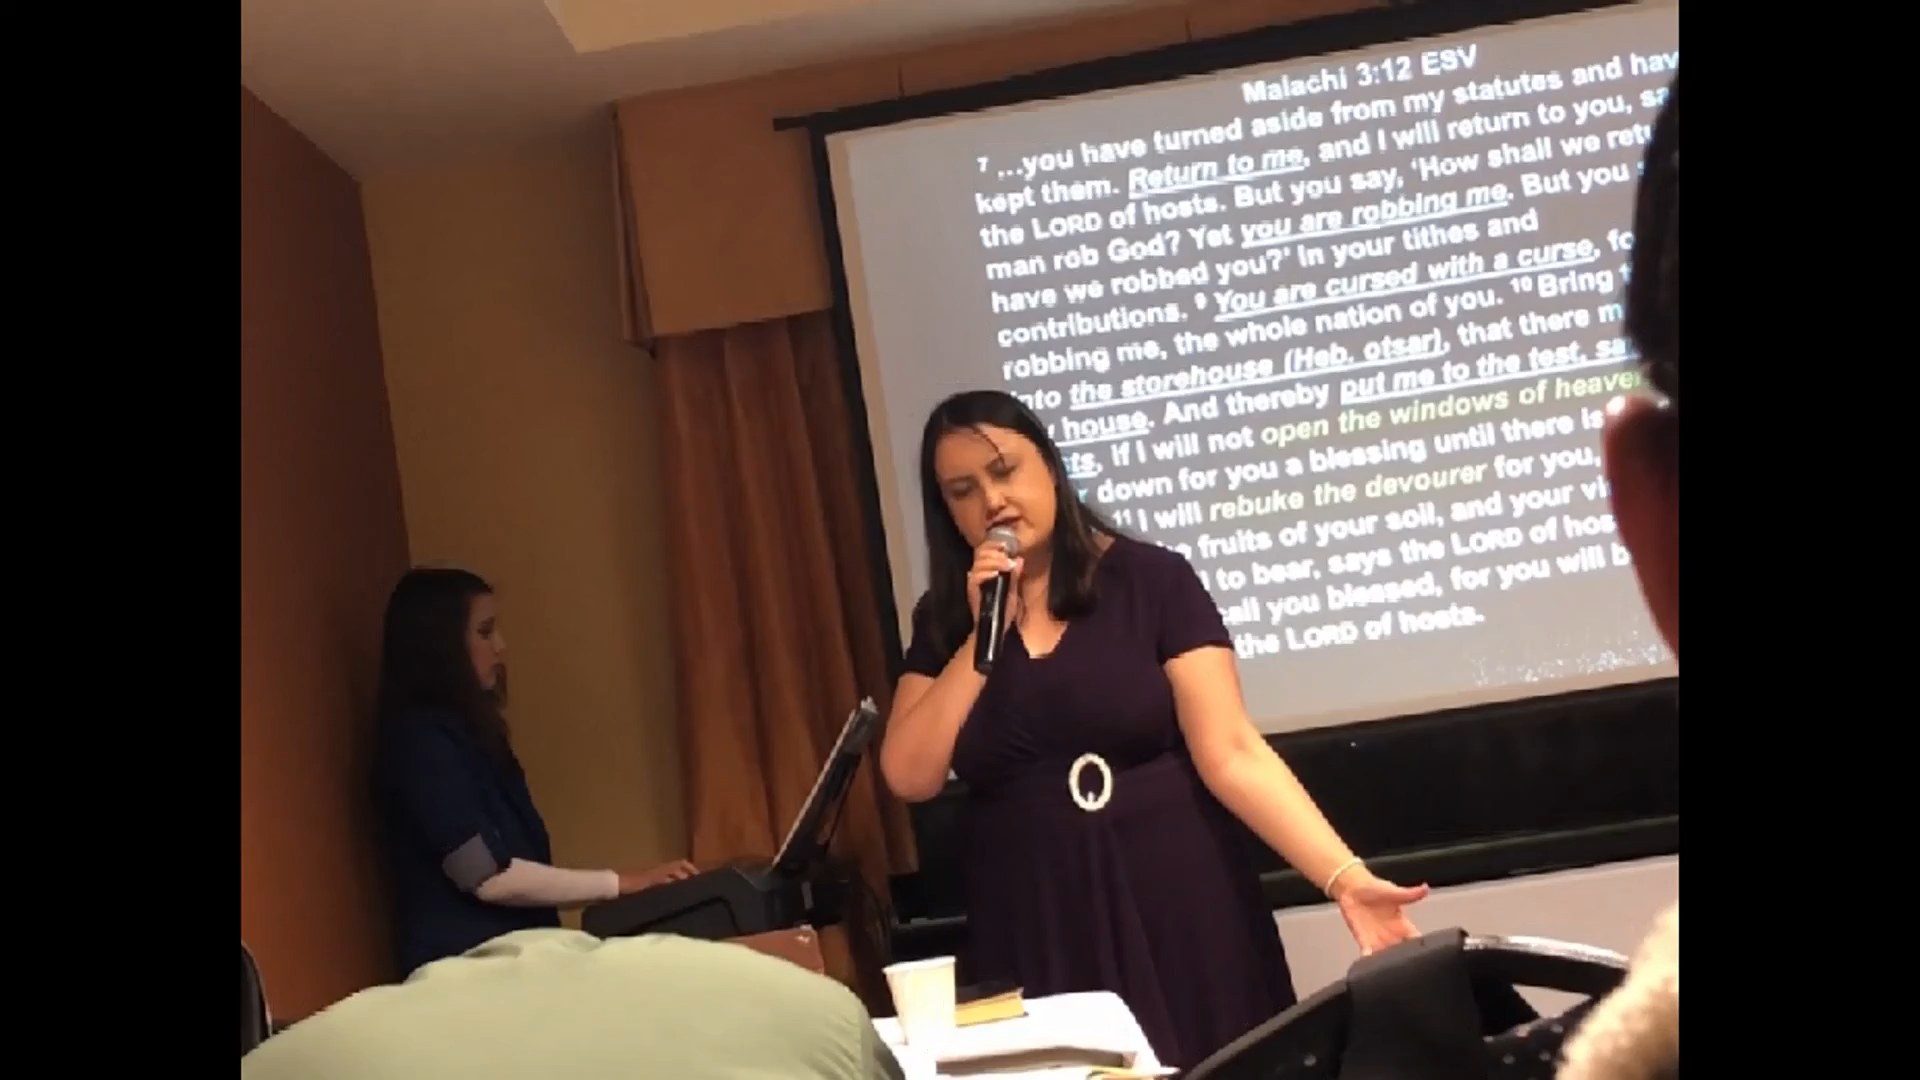 Malachi 3:12 ESV
7 ...you have turned aside from my statutes and hav
kept them. Return to me, and I will return to you, sa
the LORD of hosts. But you say, 'How shall we retu
man rob God? Yet you are robbing me. But you
have we robbed you?' In your tithes and
contributions. 9 You are cursed with a curse, fo
robbing me, the whole nation of you. 10 Bring
into the storehouse (Heb. otsar), that there m
house. And thereby put me to the test, sa
ts, if I will not open the windows of heaven
down for you a blessing until there is
11 I will rebuke the devourer for you,
fruits of your soil, and your vi
to bear, says the LORD of hos
all you blessed, for you will b
the LORD of hosts.